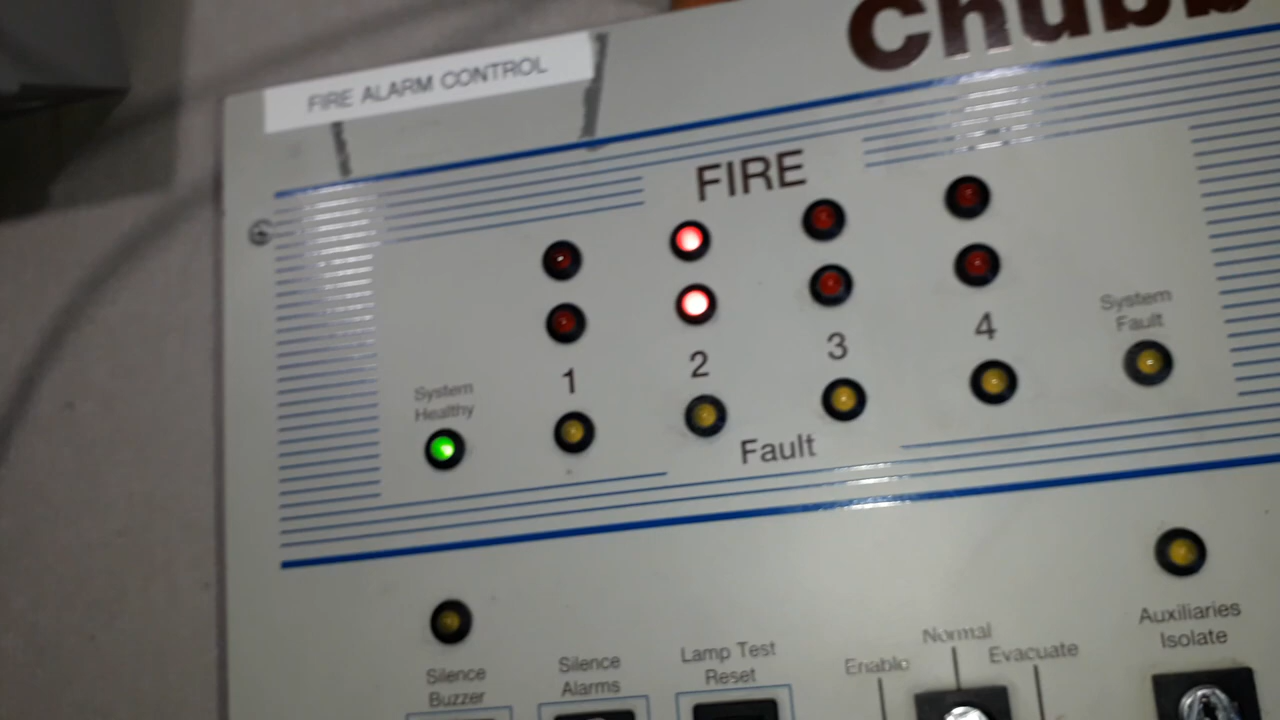 Chubb
FIRE ALARM CONTROL
FIRE
1 2 3 4
System
Healthy
System
Fault
Fault
Silence
Buzzer
Silence
Alarms
Lamp Test
Reset
Enable
Normal
Evacuate
Auxiliaries
Isolate